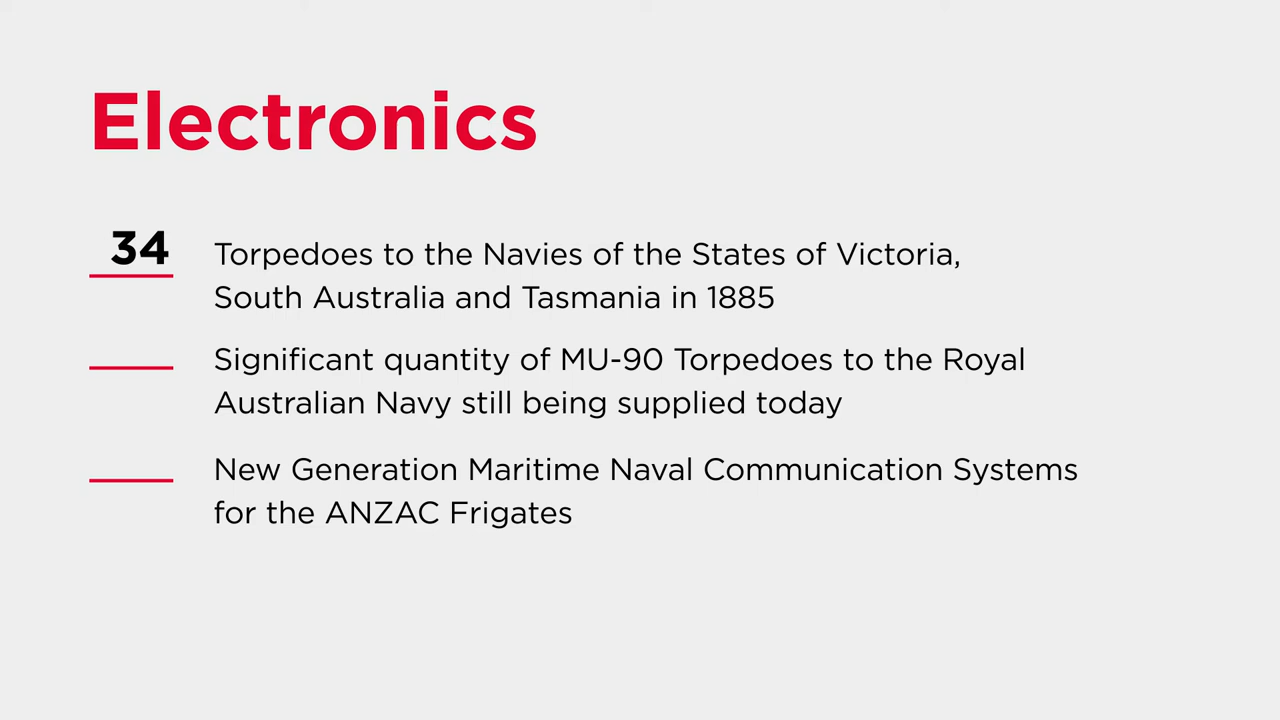 Electronics
34
Torpedoes to the Navies of the States of Victoria,
South Australia and Tasmania in 1885
Significant quantity of MU-90 Torpedoes to the Royal
Australian Navy still being supplied today
New Generation Maritime Naval Communication Systems
for the ANZAC Frigates